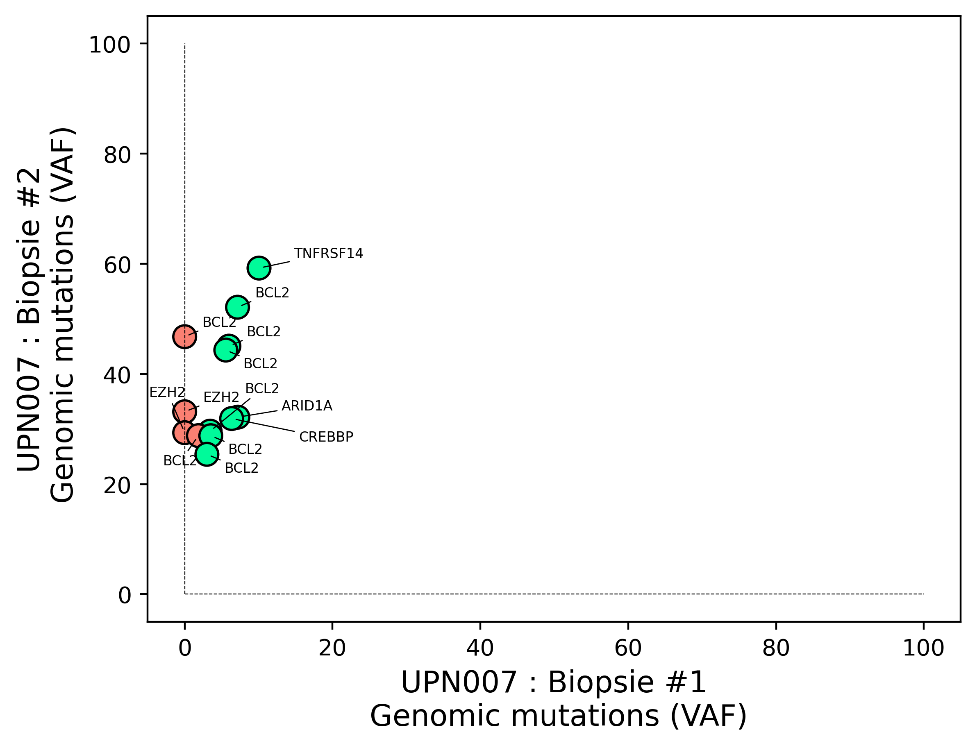 UPN007 : Biopsie #2
Genomic mutations (VAF)
100
80
60
40
20
0
TNFRSF14
BCL2
BCL2
BCL2
BCL2
EZH2
EZH2
BCL2
ARID1A
CREBBP
BCL2
BCL2
BCL2
0
20
40
60
80
100
UPN007 : Biopsie #1
Genomic mutations (VAF)